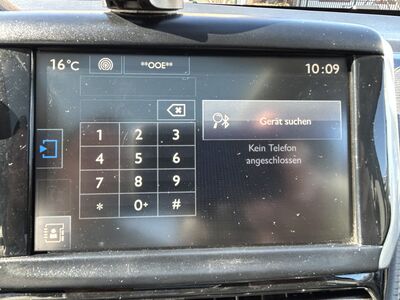 16°C
**OOE**
10:09
1 2 3
4 5 6
7 8 9
* 0+ #
Gerät suchen
Kein Telefon
angeschlossen